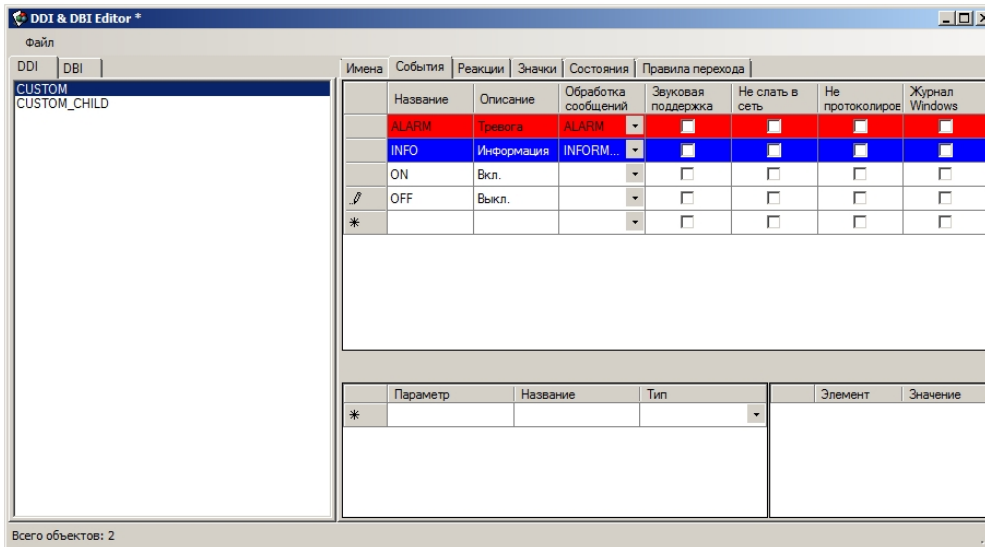 DDI & DBI Editor *
Файл
DDI DBI
Имена События Реакции Значки Состояния Правила перехода
CUSTOM
CUSTOM_CHILD
Название Описание Обработка сообщений Звуковая поддержка Не слать в сеть Не протоколиров Журнал Windows
ALARM Тревога ALARM
INFO Информация INFORM...
ON Вкл.
OFF Выкл.
Параметр Название Тип Элемент Значение
Всего объектов: 2